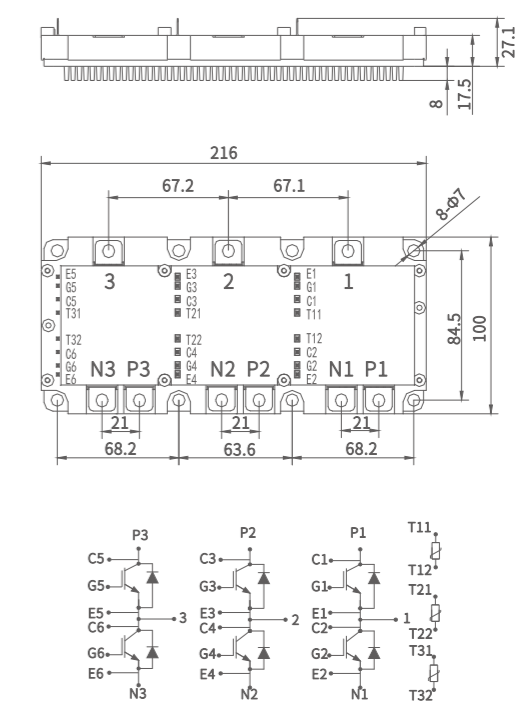 27.1
17.5
8
216
67.2 67.1
8-Φ7
3 2 1
E5 E3 E1
G5 G3 G1
C5 C3 C1
T31 T21 T11
T32 T22 T12
C6 C4 C2
G6 G4 G2
E6 E4 E2
N3 P3 N2 P2 N1 P1
84.5
100
21 21 21
68.2 63.6 68.2
P3 P2 P1 T11
C5 C3 C1
T12
G5 G3 G1 T21
E5 E3 E1
3 2 1
C6 C4 C2
T22
G6 G4 G2 T31
E6 E4 E2
N3 N2 N1 T32